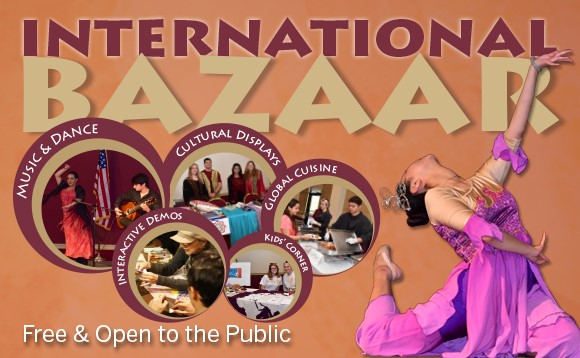 INTERNATIONAL
BAZAAR
MUSIC & DANCE
CULTURAL DISPLAYS
GLOBAL CUISINE
INTERACTIVE DEMOS
KIDS' CORNER
Free & Open to the Public